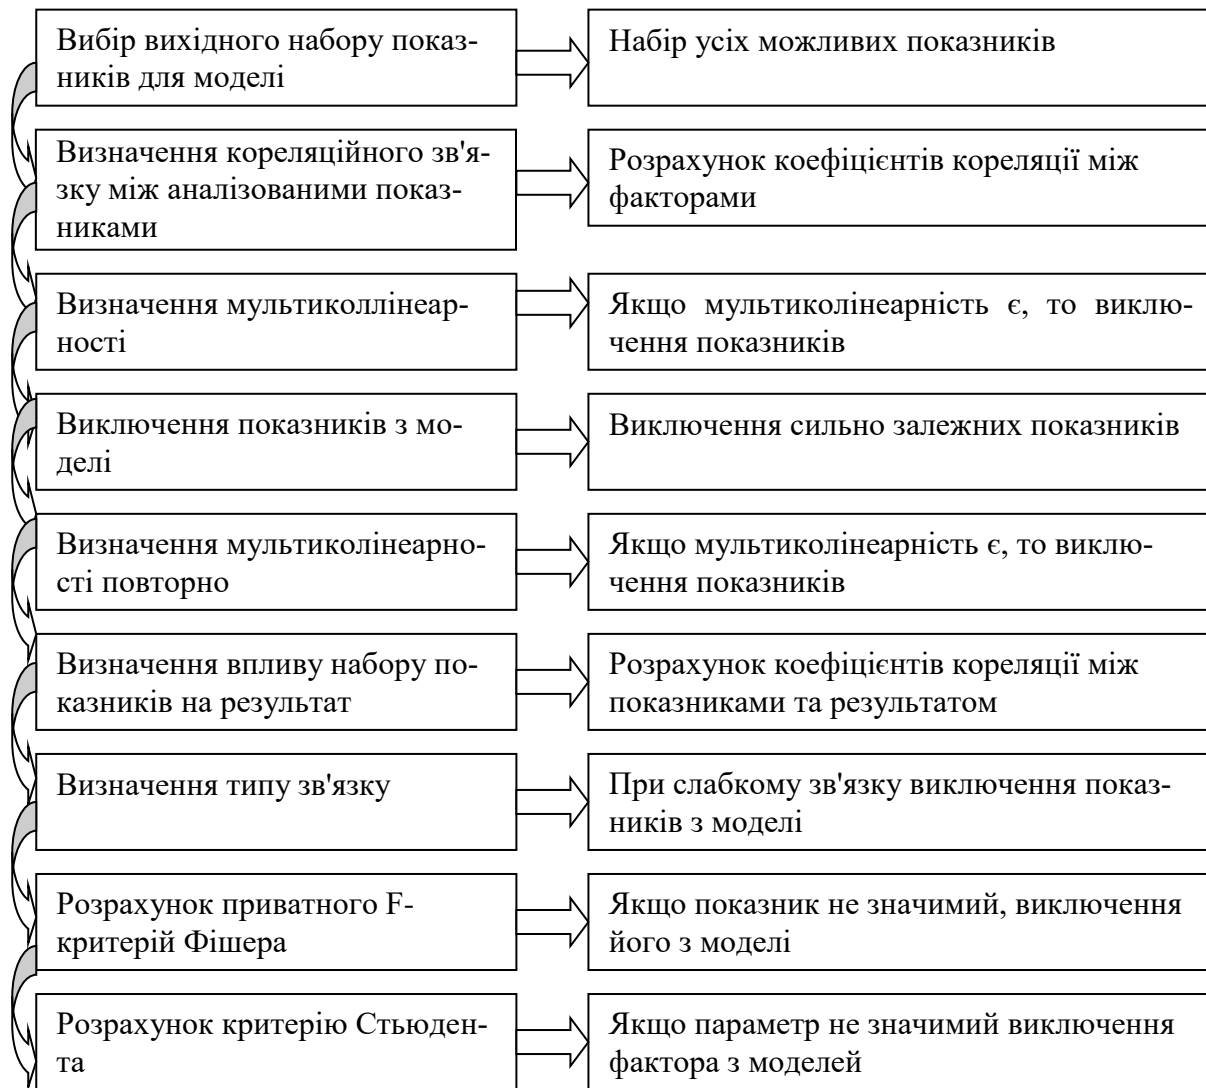 Вибір вихідного набору показ-
ників для моделі
Набір усіх можливих показників
Визначення кореляційного зв'я-
зку між аналізованими показ-
никами
Розрахунок коефіцієнтів кореляції між
факторами
Визначення мультиколлінеар-
ності
Якщо мультиколінеарність є, то виклю-
чення показників
Виключення показників з мо-
делі
Виключення сильно залежних показників
Визначення мультиколінеарно-
сті повторно
Якщо мультиколінеарність є, то виклю-
чення показників
Визначення впливу набору по-
казників на результат
Розрахунок коефіцієнтів кореляції між
показниками та результатом
Визначення типу зв'язку
При слабкому зв'язку виключення показ-
ників з моделі
Розрахунок приватного F-
критерій Фішера
Якщо показник не значимий, виключення
його з моделі
Розрахунок критерію Стьюден-
та
Якщо параметр не значимий виключення
фактора з моделей